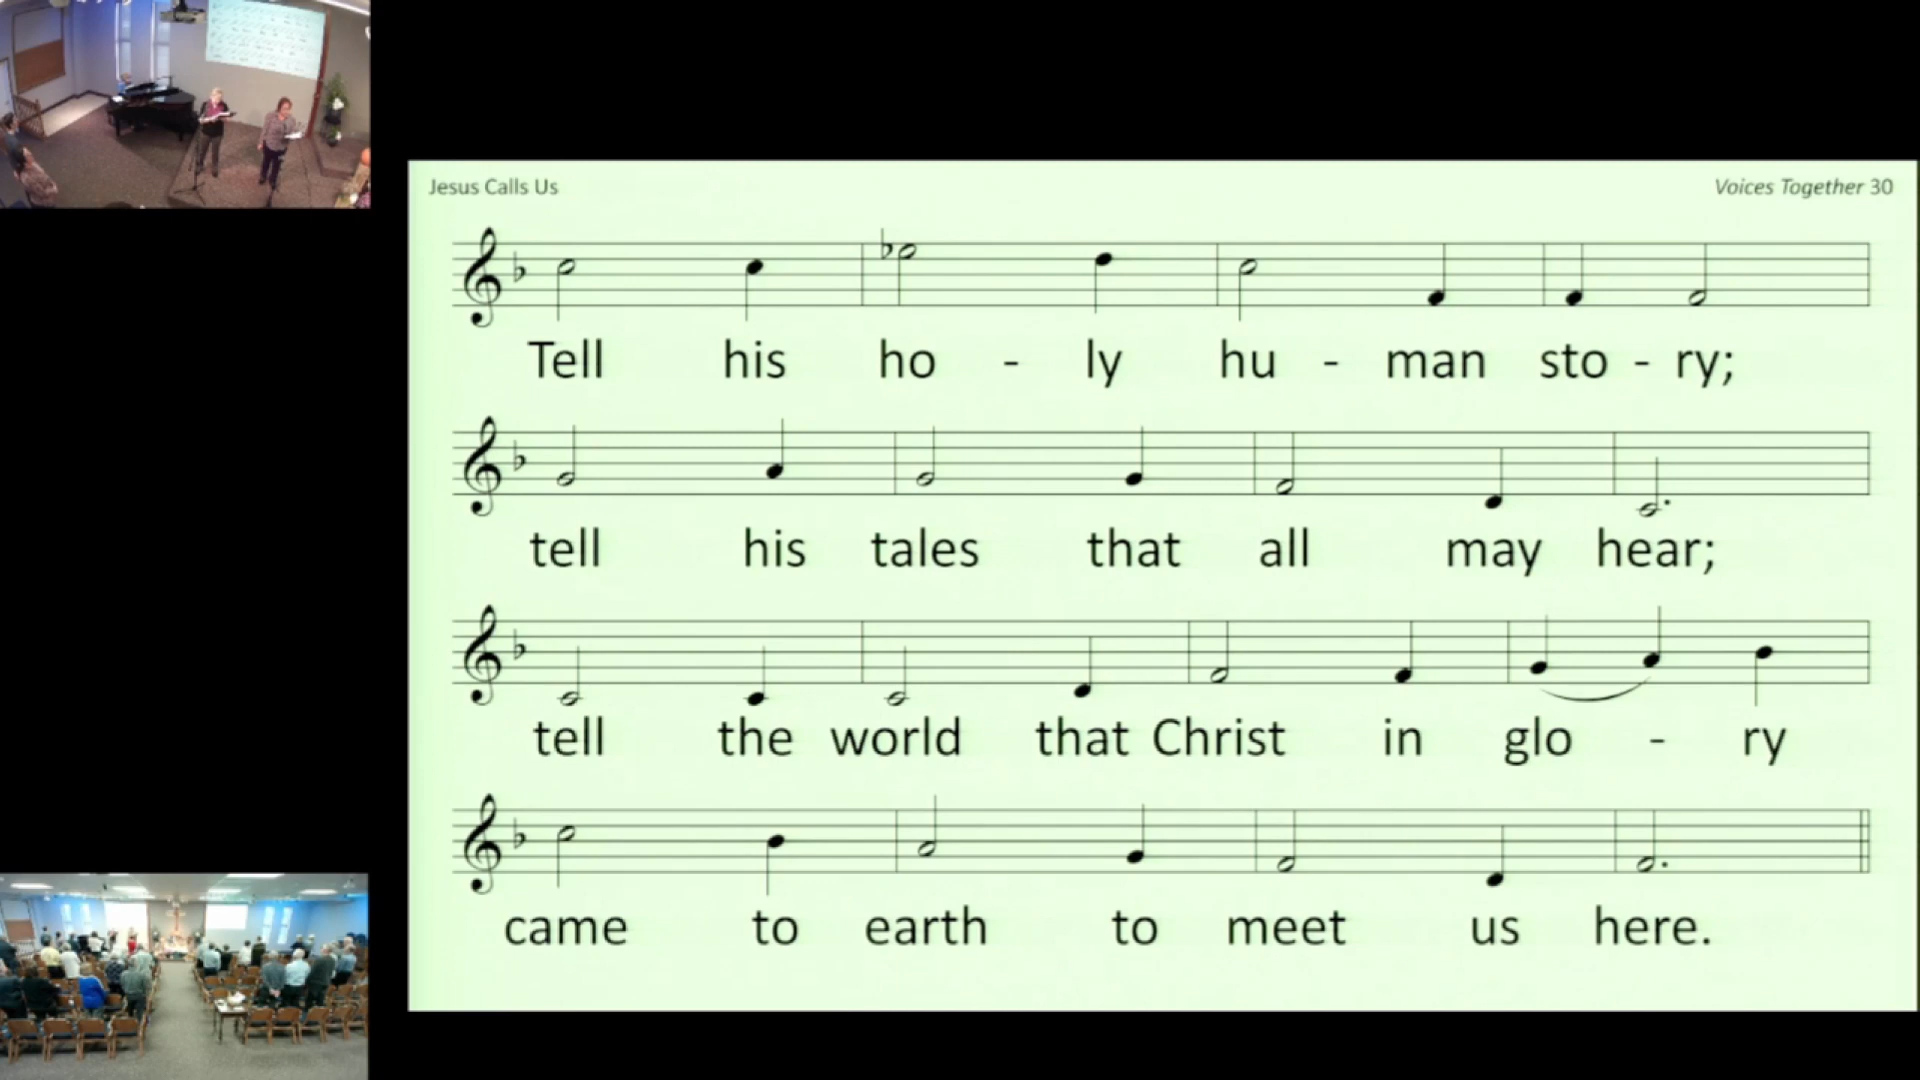 Jesus Calls Us
Voices Together 30
Tell his ho - ly hu - man sto - ry;
tell his tales that all may hear;
tell the world that Christ in glo - ry
came to earth to meet us here.